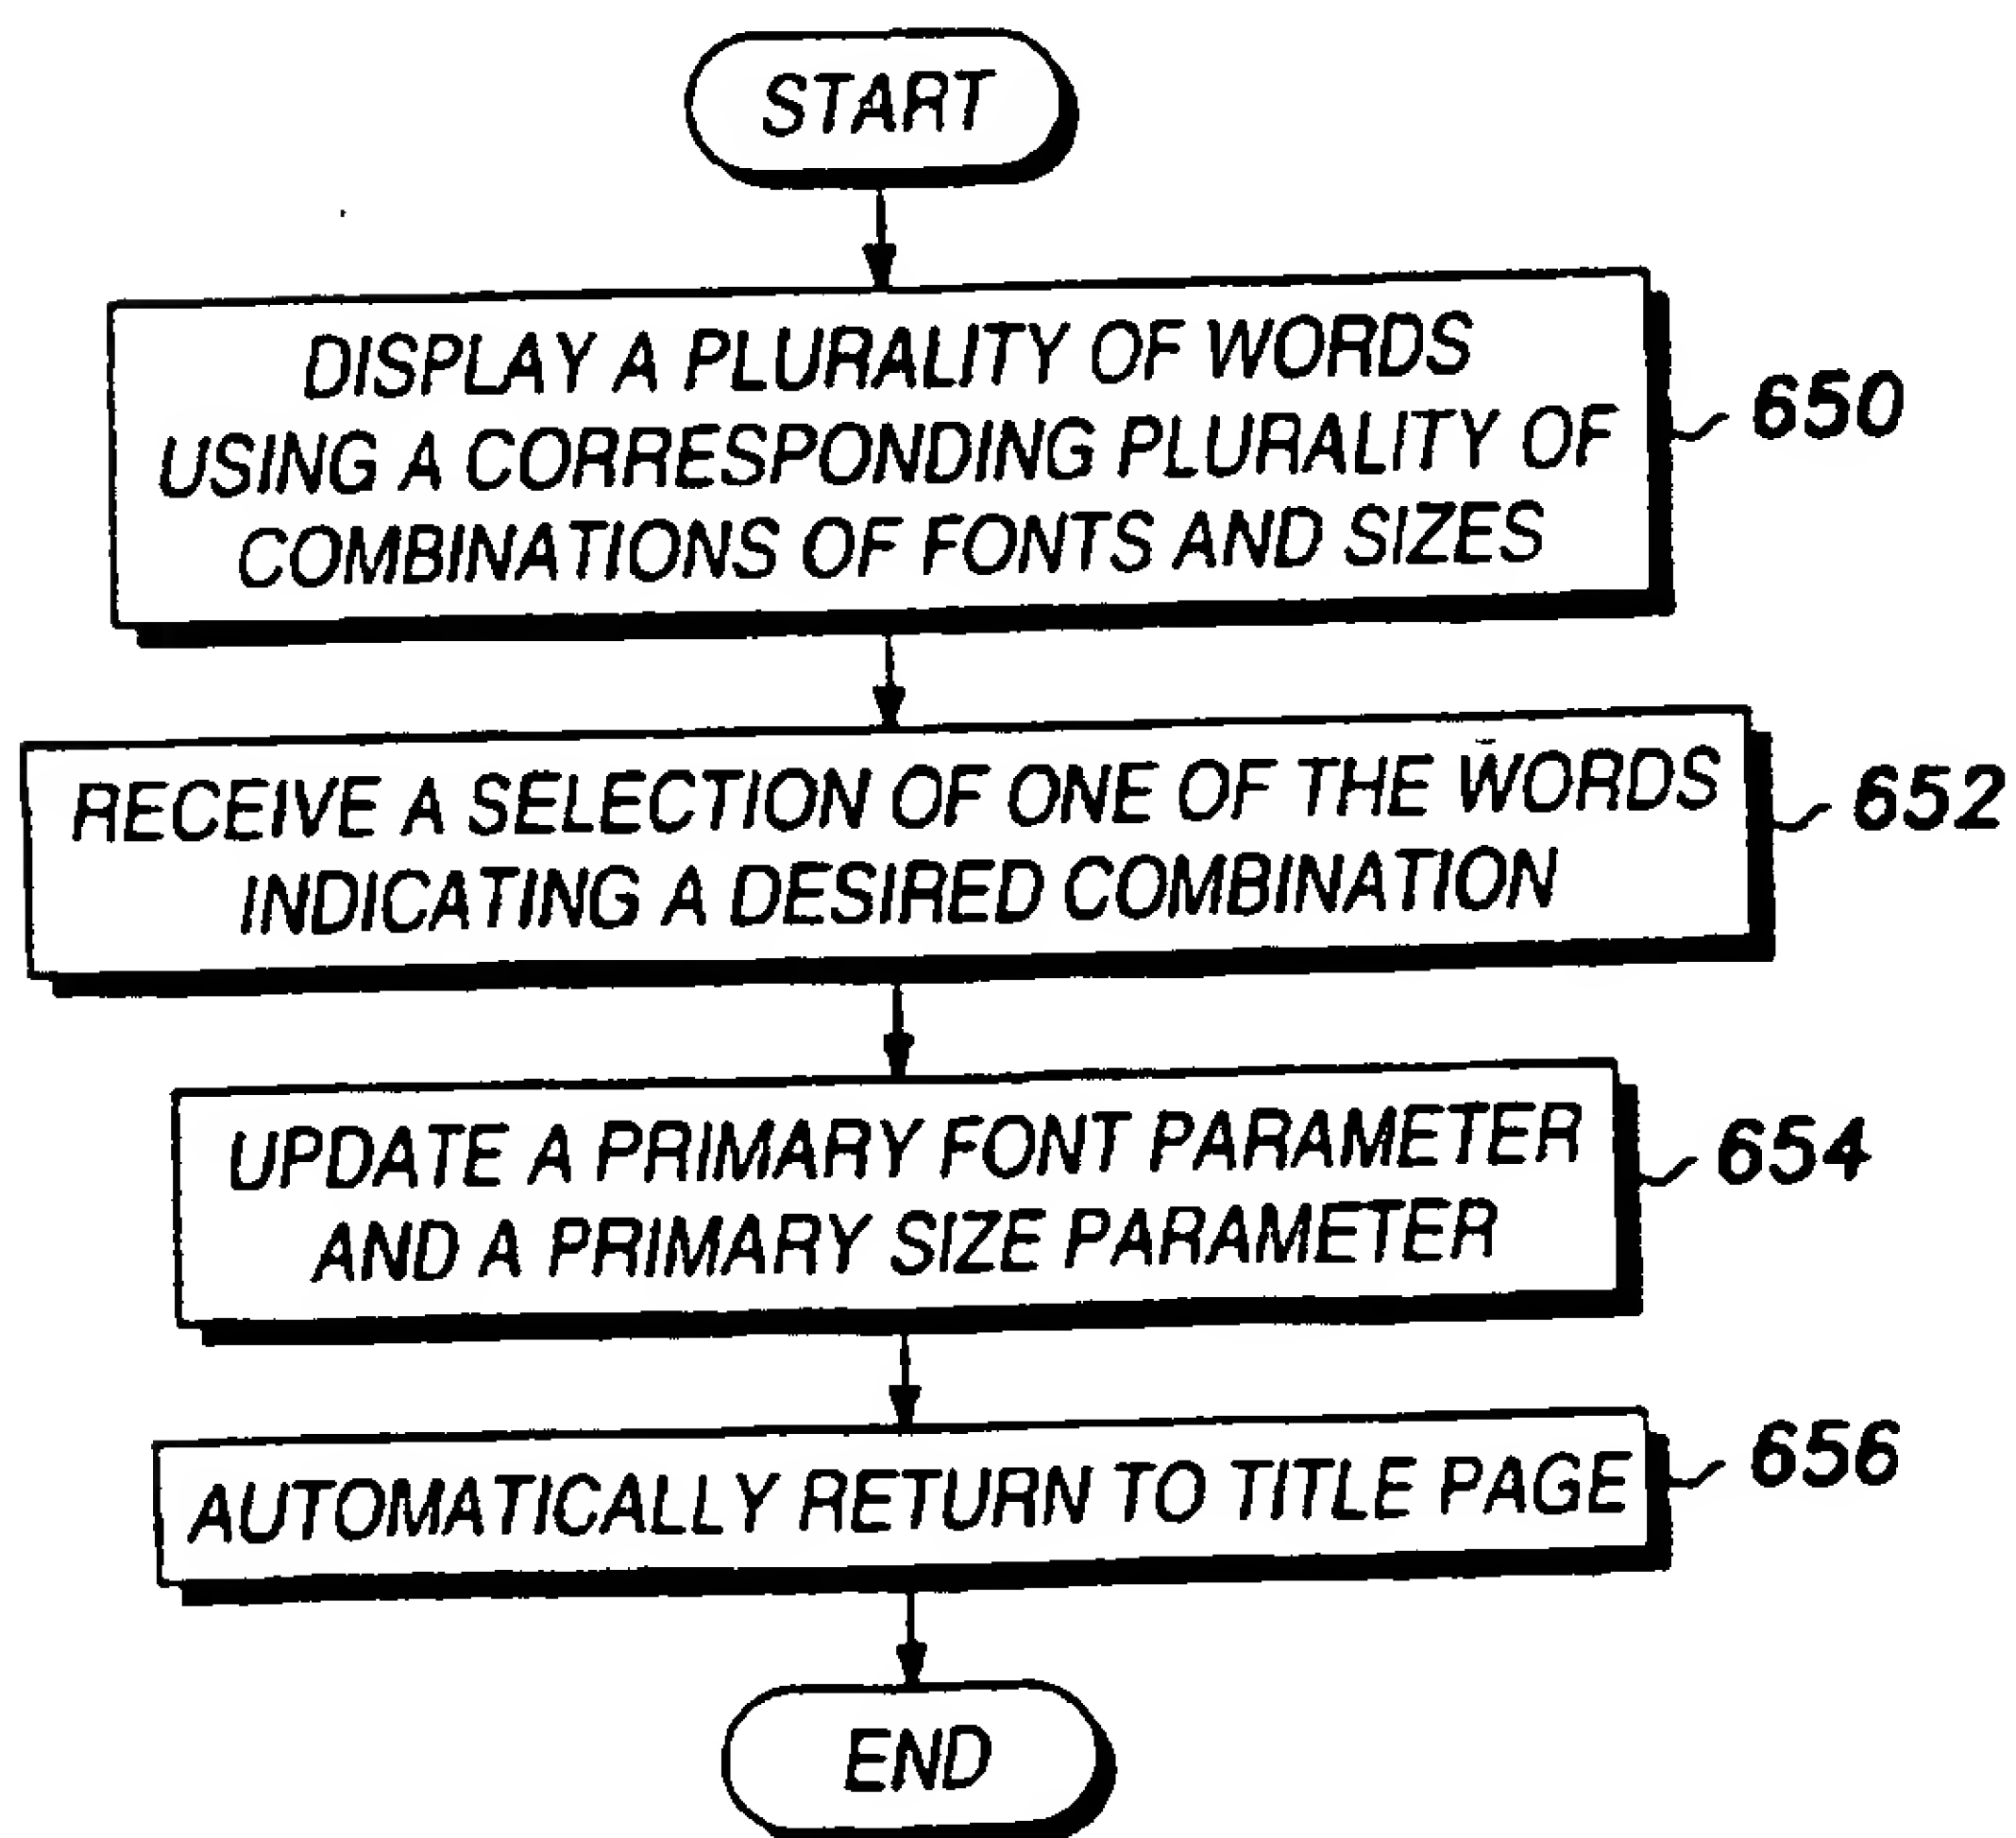 START
DISPLAY A PLURALITY OF WORDS
USING A CORRESPONDING PLURALITY OF
COMBINATIONS OF FONTS AND SIZES
650
RECEIVE A SELECTION OF ONE OF THE WORDS
INDICATING A DESIRED COMBINATION
652
UPDATE A PRIMARY FONT PARAMETER
AND A PRIMARY SIZE PARAMETER
654
AUTOMATICALLY RETURN TO TITLE PAGE
656
END